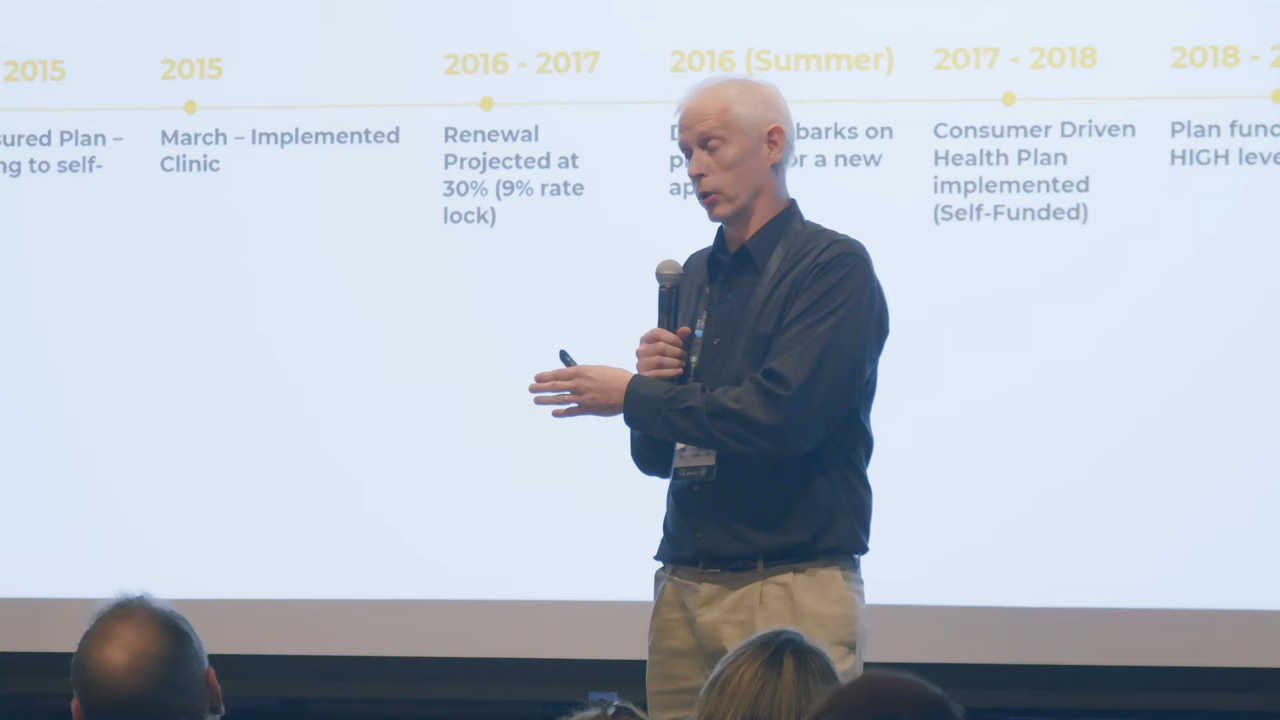 2015
sured Plan –
ng to self-
2015
March – Implemented
Clinic
2016 - 2017
Renewal
Projected at
30% (9% rate
lock)
2016 (Summer)
barks on
or a new
2017 - 2018
Consumer Driven
Health Plan
implemented
(Self-Funded)
2018 - 2
Plan func
HIGH leve